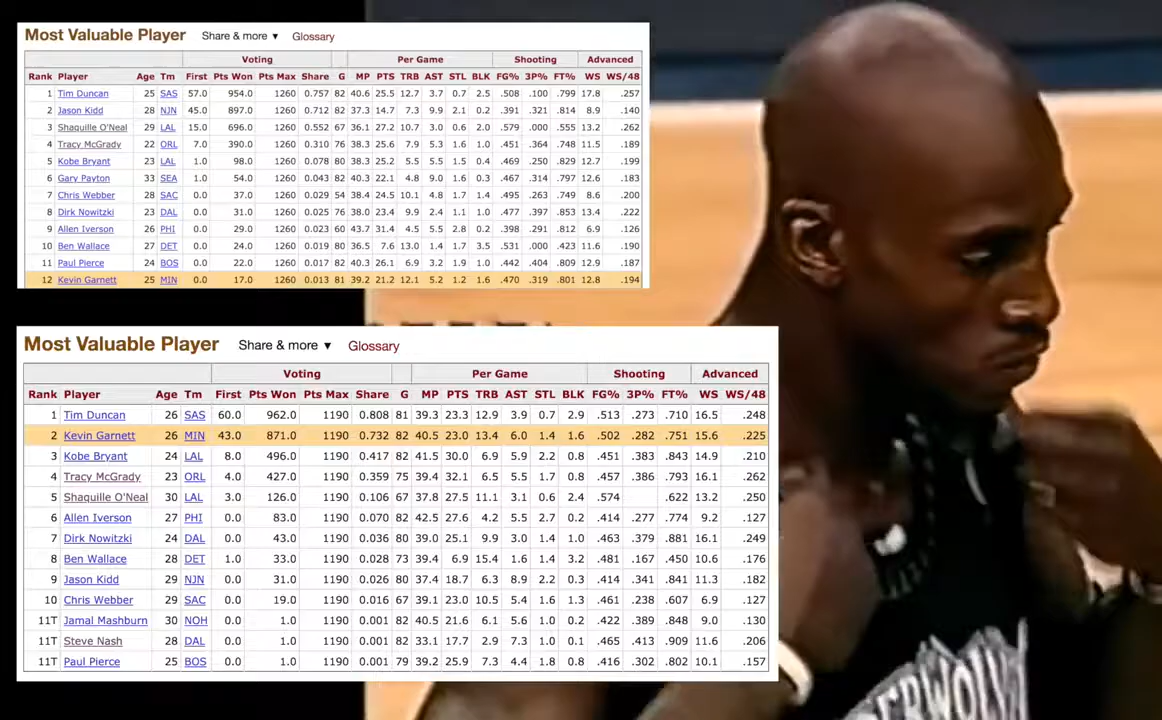 Most Valuable Player Share & more ▼ Glossary
Voting Per Game Shooting Advanced
Rank Player Age Tm First Pts Won Pts Max Share G MP PTS TRB AST STL BLK FG% 3P% FT% WS WS/48
1 Tim Duncan 25 SAS 57.0 954.0 1260 0.757 82 40.6 25.5 12.7 3.7 0.7 2.5 .508 .100 .799 17.8 .257
2 Jason Kidd 28 NJN 45.0 897.0 1260 0.712 82 37.3 14.7 7.3 9.9 2.1 0.2 .391 .321 .814 8.9 .140
3 Shaquille O'Neal 29 LAL 15.0 696.0 1260 0.552 67 36.1 27.2 10.7 3.0 0.6 2.0 .579 .000 .555 13.2 .262
4 Tracy McGrady 22 ORL 7.0 390.0 1260 0.310 76 38.3 25.6 7.9 5.3 1.6 1.0 .451 .364 .748 11.5 .189
5 Kobe Bryant 23 LAL 1.0 98.0 1260 0.078 80 38.3 25.2 5.5 5.5 1.5 0.4 .469 .250 .829 12.7 .199
6 Gary Payton 33 SEA 1.0 54.0 1260 0.043 82 40.3 22.1 4.8 9.0 1.6 0.3 .467 .314 .797 12.6 .183
7 Chris Webber 28 SAC 0.0 37.0 1260 0.029 54 38.4 24.5 10.1 4.8 1.7 1.4 .495 .263 .749 8.6 .200
8 Dirk Nowitzki 23 DAL 0.0 31.0 1260 0.025 76 38.0 23.4 9.9 2.4 1.1 1.0 .477 .397 .853 13.4 .222
9 Allen Iverson 26 PHI 0.0 29.0 1260 0.023 60 43.7 31.4 4.5 5.5 2.8 0.2 .398 .291 .812 6.9 .126
10 Ben Wallace 27 DET 0.0 24.0 1260 0.019 80 36.5 7.6 13.0 1.4 1.7 3.5 .531 .000 .423 11.6 .190
11 Paul Pierce 24 BOS 0.0 22.0 1260 0.017 82 40.3 26.1 6.9 3.2 1.9 1.0 .442 .404 .809 12.9 .187
12 Kevin Garnett 25 MIN 0.0 17.0 1260 0.013 81 39.2 21.2 12.1 5.2 1.2 1.6 .470 .319 .801 12.8 .194
Most Valuable Player Share & more ▼ Glossary
Voting Per Game Shooting Advanced
Rank Player Age Tm First Pts Won Pts Max Share G MP PTS TRB AST STL BLK FG% 3P% FT% WS WS/48
1 Tim Duncan 26 SAS 60.0 962.0 1190 0.808 81 39.3 23.3 12.9 3.9 0.7 2.9 .513 .273 .710 16.5 .248
2 Kevin Garnett 26 MIN 43.0 871.0 1190 0.732 82 40.5 23.0 13.4 6.0 1.4 1.6 .502 .282 .751 15.6 .225
3 Kobe Bryant 24 LAL 8.0 496.0 1190 0.417 82 41.5 30.0 6.9 5.9 2.2 0.8 .451 .383 .843 14.9 .210
4 Tracy McGrady 23 ORL 4.0 427.0 1190 0.359 75 39.4 32.1 6.5 5.5 1.7 0.8 .457 .386 .793 16.1 .262
5 Shaquille O'Neal 30 LAL 3.0 126.0 1190 0.106 67 37.8 27.5 11.1 3.1 0.6 2.4 .574 .622 13.2 .250
6 Allen Iverson 27 PHI 0.0 83.0 1190 0.070 82 42.5 27.6 4.2 5.5 2.7 0.2 .414 .277 .774 9.2 .127
7 Dirk Nowitzki 24 DAL 0.0 43.0 1190 0.036 80 39.0 25.1 9.9 3.0 1.4 1.0 .463 .379 .881 16.1 .249
8 Ben Wallace 28 DET 1.0 33.0 1190 0.028 73 39.4 6.9 15.4 1.6 1.4 3.2 .481 .167 .450 10.6 .176
9 Jason Kidd 29 NJN 0.0 31.0 1190 0.026 80 37.4 18.7 6.3 8.9 2.2 0.3 .414 .341 .841 11.3 .182
10 Chris Webber 29 SAC 0.0 19.0 1190 0.016 67 39.1 23.0 10.5 5.4 1.6 1.3 .461 .238 .607 6.9 .127
11T Jamal Mashburn 30 NOH 0.0 1.0 1190 0.001 82 40.5 21.6 6.1 5.6 1.0 0.2 .422 .389 .848 9.0 .130
11T Steve Nash 28 DAL 0.0 1.0 1190 0.001 82 33.1 17.7 2.9 7.3 1.0 0.1 .465 .413 .909 11.6 .206
11T Paul Pierce 25 BOS 0.0 1.0 1190 0.001 79 39.2 25.9 7.3 4.4 1.8 0.8 .416 .302 .802 10.1 .157
ERWOLV